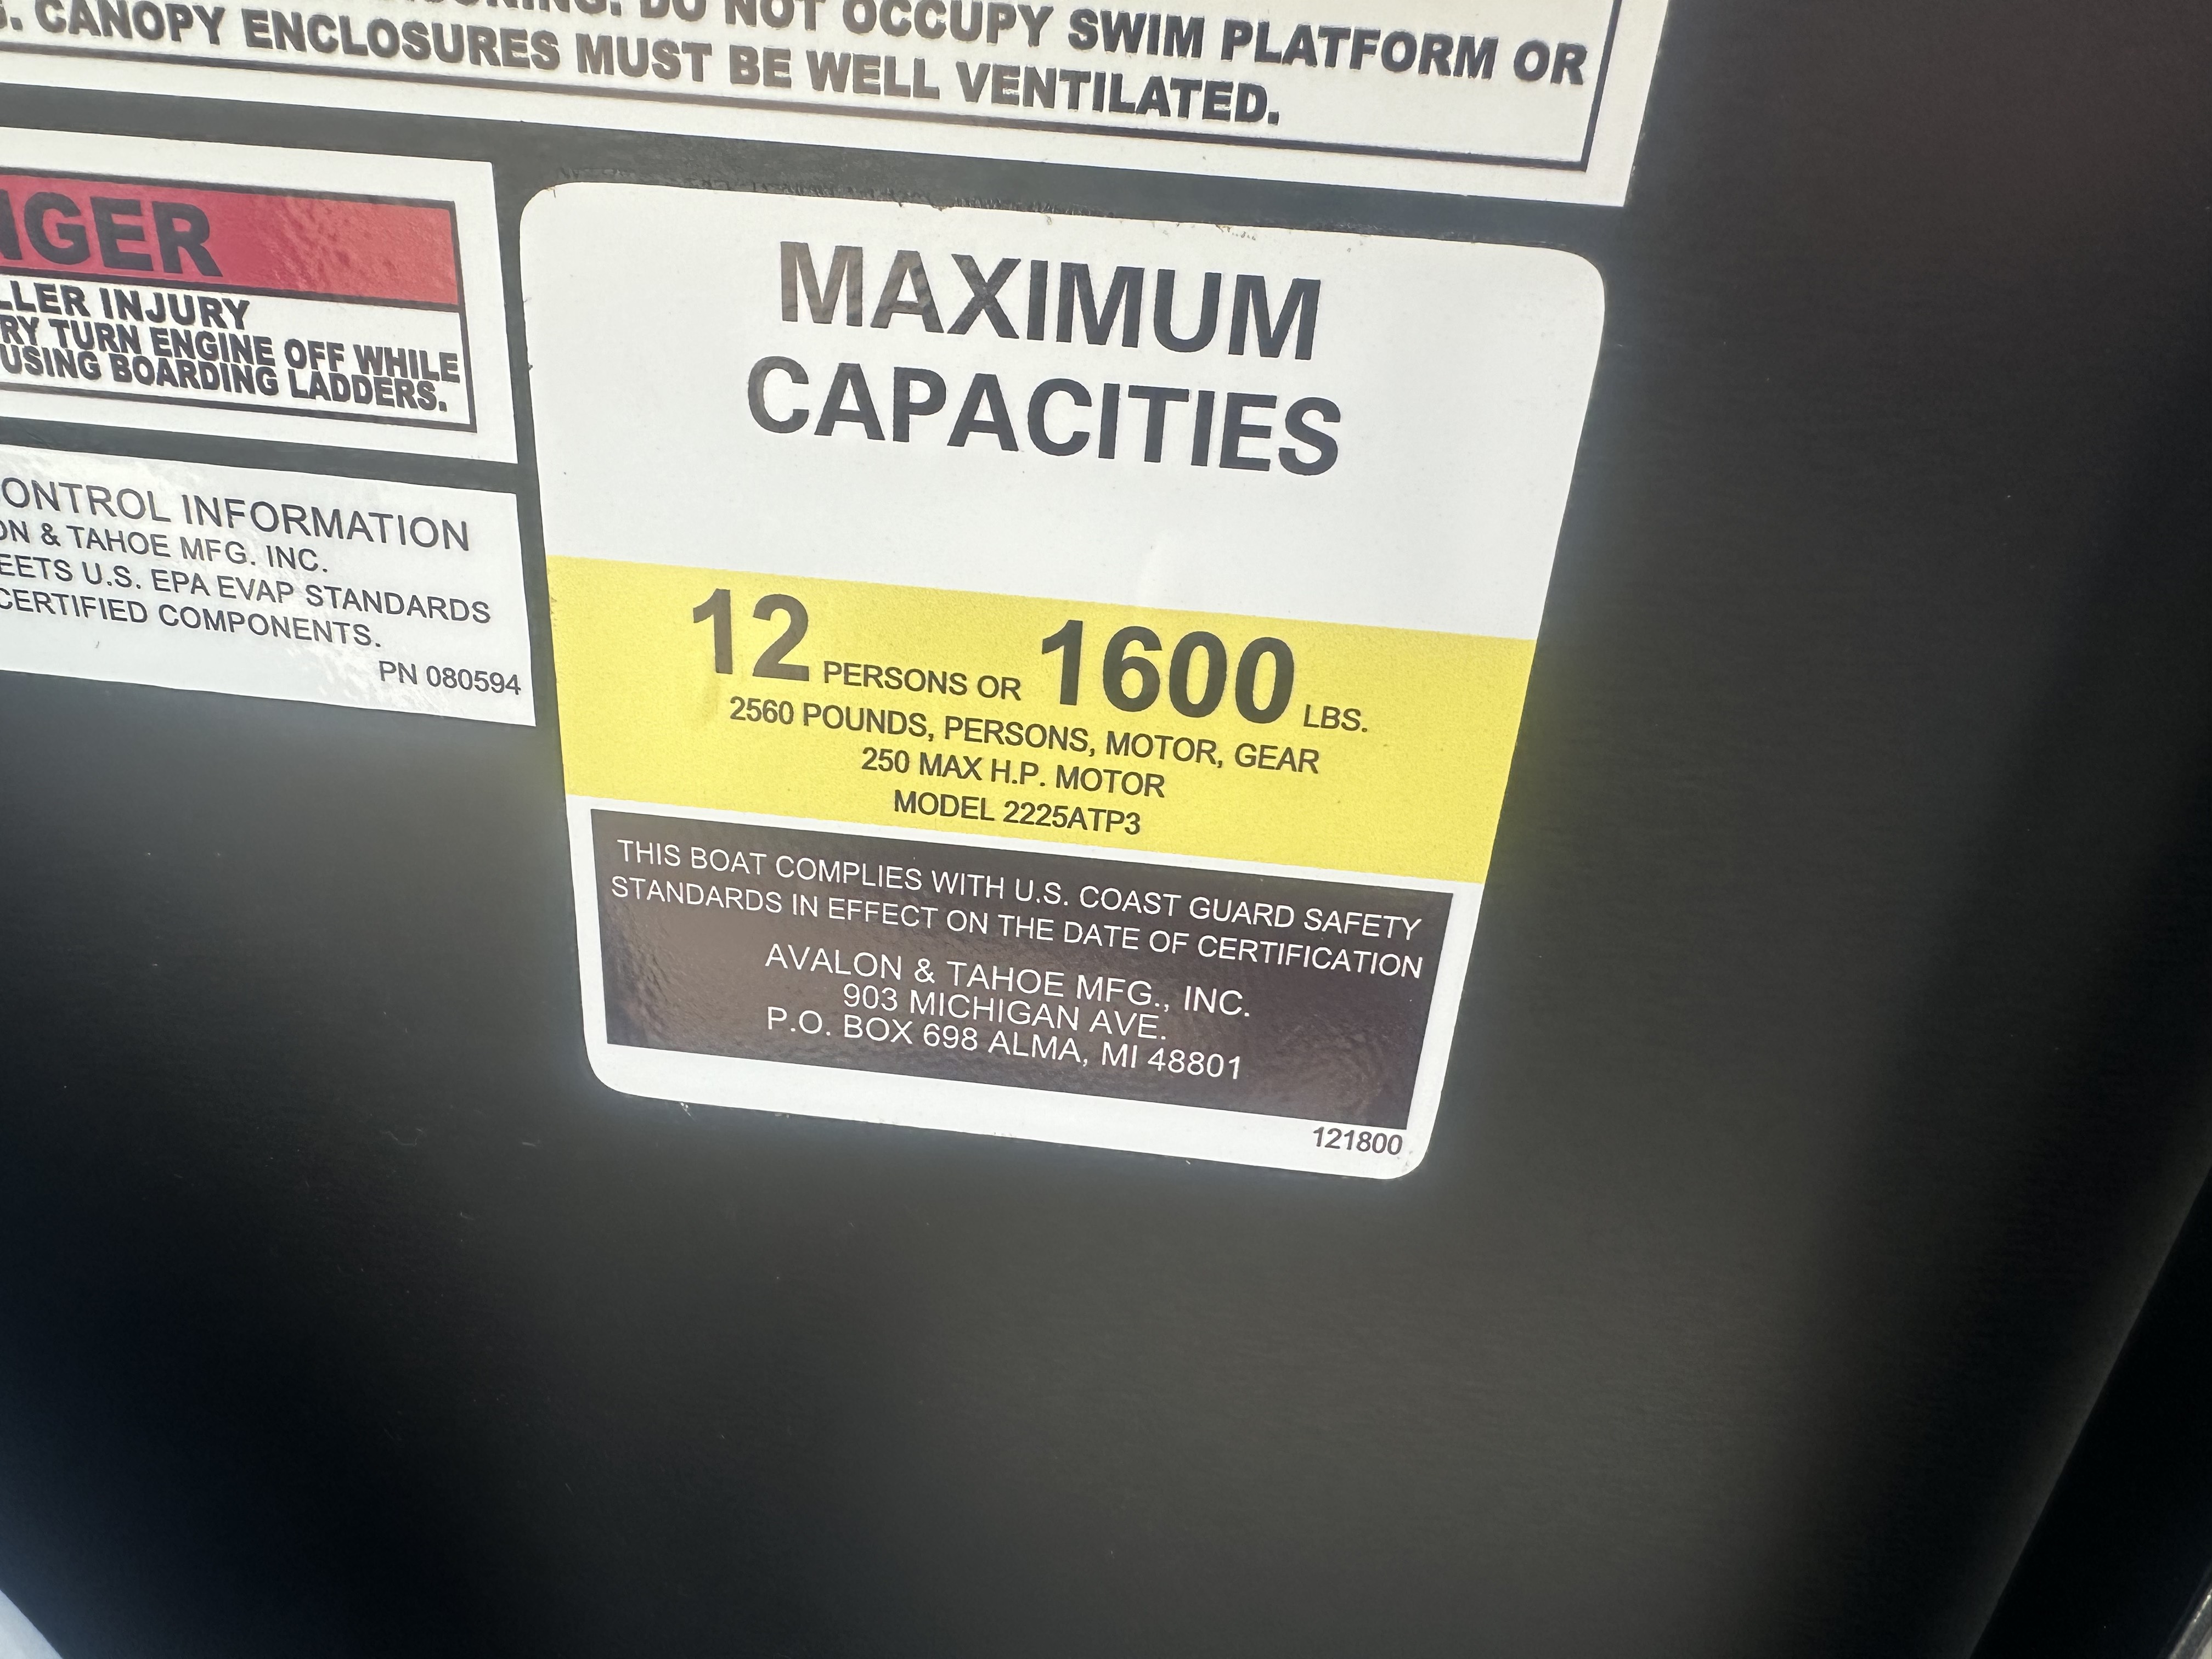 DO NOT OCCUPY SWIM PLATFORM OR
CANOPY ENCLOSURES MUST BE WELL VENTILATED.
NGER
LLER INJURY
RY TURN ENGINE OFF WHILE
USING BOARDING LADDERS.
ONTROL INFORMATION
ON & TAHOE MFG. INC.
EETS U.S. EPA EVAP STANDARDS
CERTIFIED COMPONENTS.
PN 080594
MAXIMUM
CAPACITIES
12 PERSONS OR 1600 LBS.
2560 POUNDS, PERSONS, MOTOR, GEAR
250 MAX H.P. MOTOR
MODEL 2225ATP3
THIS BOAT COMPLIES WITH U.S. COAST GUARD SAFETY
STANDARDS IN EFFECT ON THE DATE OF CERTIFICATION
AVALON & TAHOE MFG., INC.
903 MICHIGAN AVE.
P.O. BOX 698 ALMA, MI 48801
121800